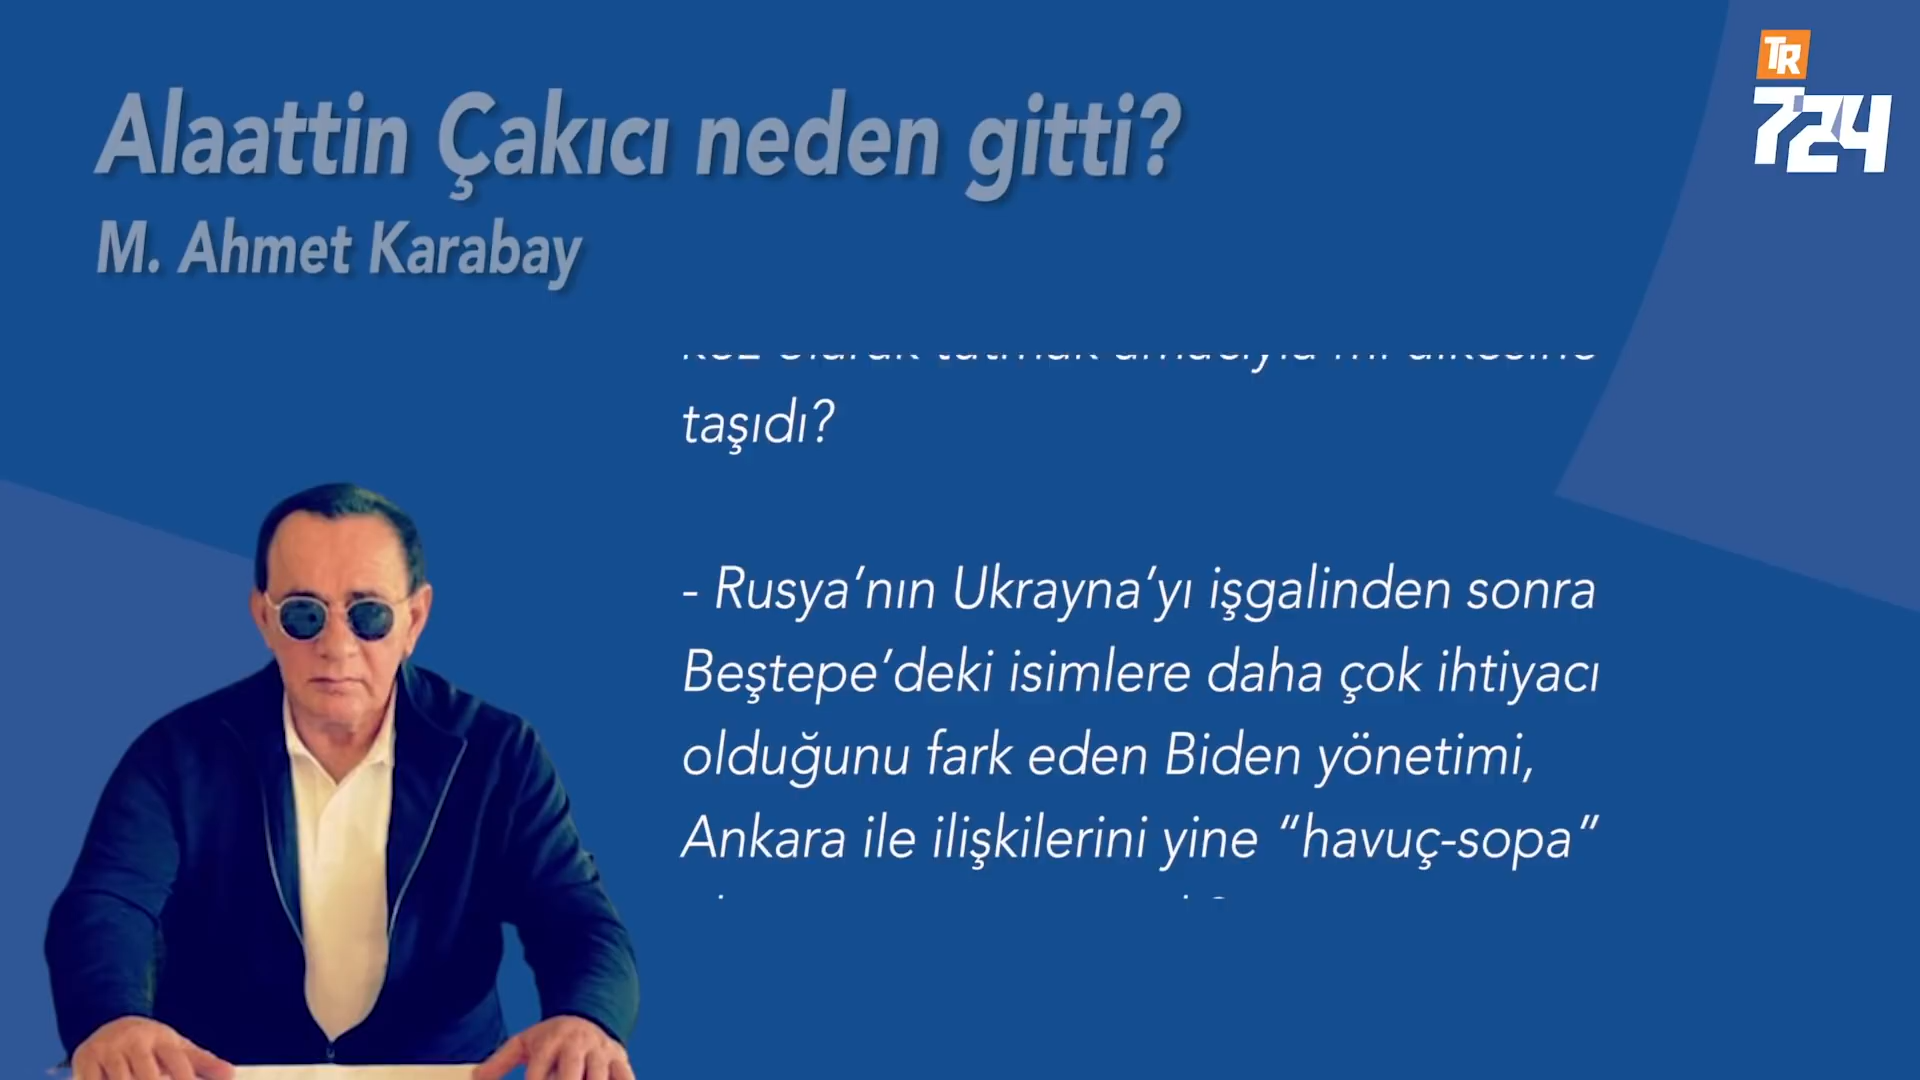 Alaattin Çakıcı neden gitti?
M. Ahmet Karabay
TR
724
taşıdı?
- Rusya’nın Ukrayna’yı işgalinden sonra
Beştepe’deki isimlere daha çok ihtiyacı
olduğunu fark eden Biden yönetimi,
Ankara ile ilişkilerini yine “havuç-sopa”